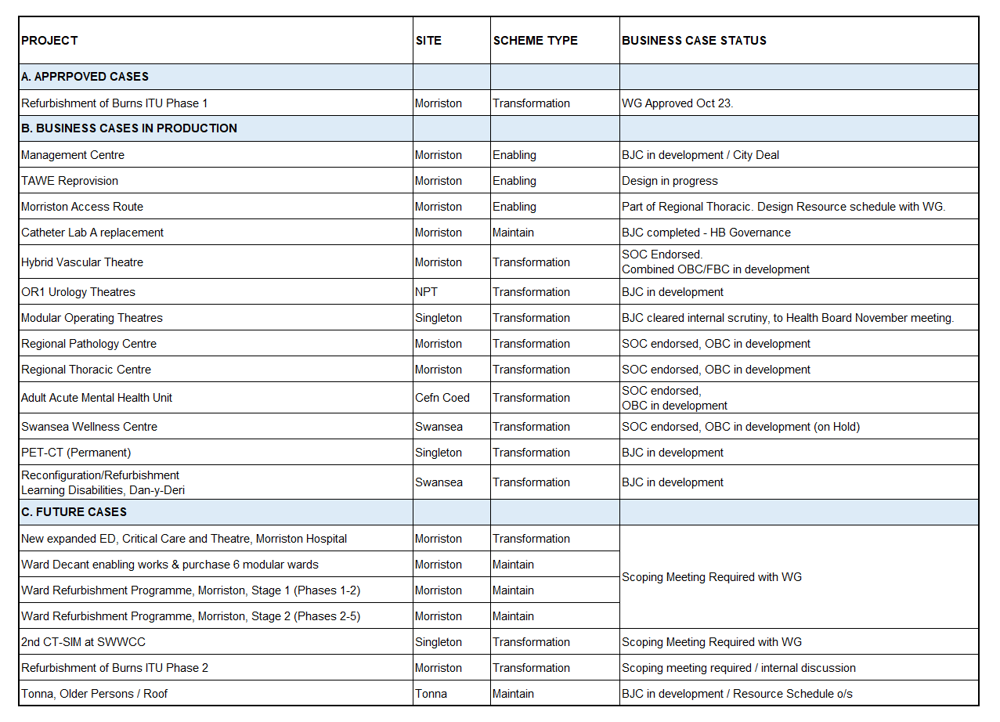 PROJECT SITE SCHEME TYPE BUSINESS CASE STATUS
A. APPRPOVED CASES
Refurbishment of Burns ITU Phase 1 Morriston Transformation WG Approved Oct 23.
B. BUSINESS CASES IN PRODUCTION
Management Centre Morriston Enabling BJC in development / City Deal
TAWE Reprovision Morriston Enabling Design in progress
Morriston Access Route Morriston Enabling Part of Regional Thoracic. Design Resource schedule with WG.
Catheter Lab A replacement Morriston Maintain BJC completed - HB Governance
Hybrid Vascular Theatre Morriston Transformation SOC Endorsed.
Combined OBC/FBC in development
OR1 Urology Theatres NPT Transformation BJC in development
Modular Operating Theatres Singleton Transformation BJC cleared internal scrutiny, to Health Board November meeting.
Regional Pathology Centre Morriston Transformation SOC endorsed, OBC in development
Regional Thoracic Centre Morriston Transformation SOC endorsed, OBC in development
Adult Acute Mental Health Unit Cefn Coed Transformation SOC endorsed,
OBC in development
Swansea Wellness Centre Swansea Transformation SOC endorsed, OBC in development (on Hold)
PET-CT (Permanent) Singleton Transformation BJC in development
Reconfiguration/Refurbishment
Learning Disabilities, Dan-y-Deri Swansea Transformation BJC in development
C. FUTURE CASES
New expanded ED, Critical Care and Theatre, Morriston Hospital Morriston Transformation
Ward Decant enabling works & purchase 6 modular wards Morriston Maintain
Scoping Meeting Required with WG
Ward Refurbishment Programme, Morriston, Stage 1 (Phases 1-2) Morriston Maintain
Ward Refurbishment Programme, Morriston, Stage 2 (Phases 2-5) Morriston Maintain
2nd CT-SIM at SWWCC Singleton Transformation Scoping Meeting Required with WG
Refurbishment of Burns ITU Phase 2 Morriston Transformation Scoping meeting required / internal discussion
Tonna, Older Persons / Roof Tonna Maintain BJC in development / Resource Schedule o/s